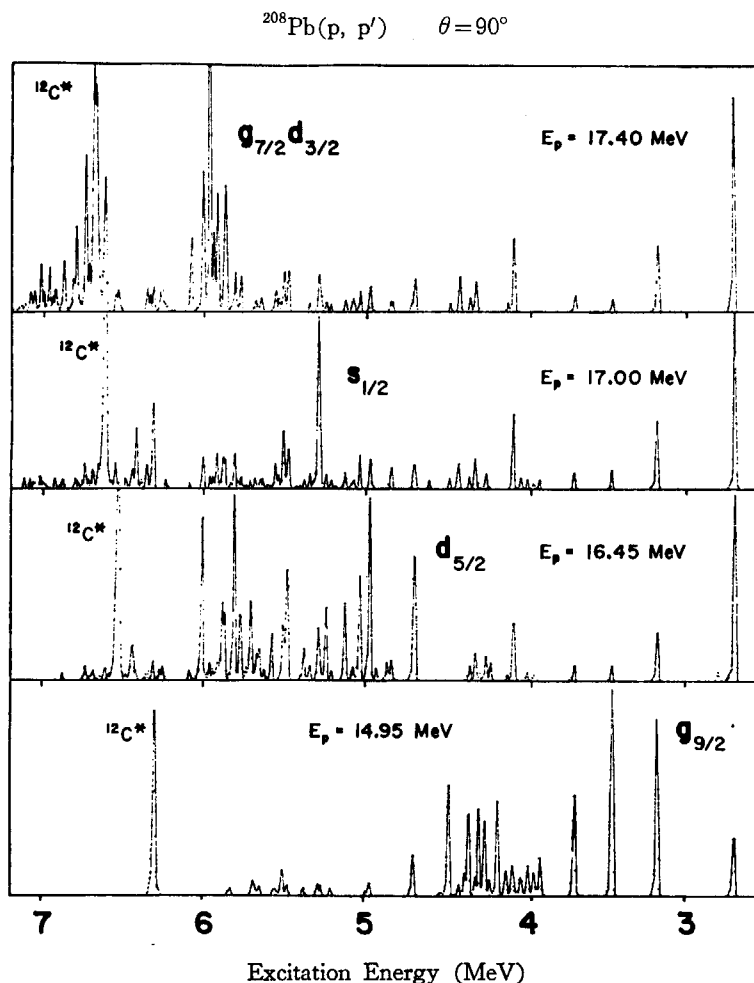 ²⁰⁸Pb(p, p′) θ=90°
¹²C*
g₇/₂ d₃/₂
Eₚ = 17.40 MeV
¹²C*
s₁/₂
Eₚ = 17.00 MeV
¹²C*
d₅/₂
Eₚ = 16.45 MeV
¹²C*
Eₚ = 14.95 MeV
g₉/₂
7 6 5 4 3
Excitation Energy (MeV)